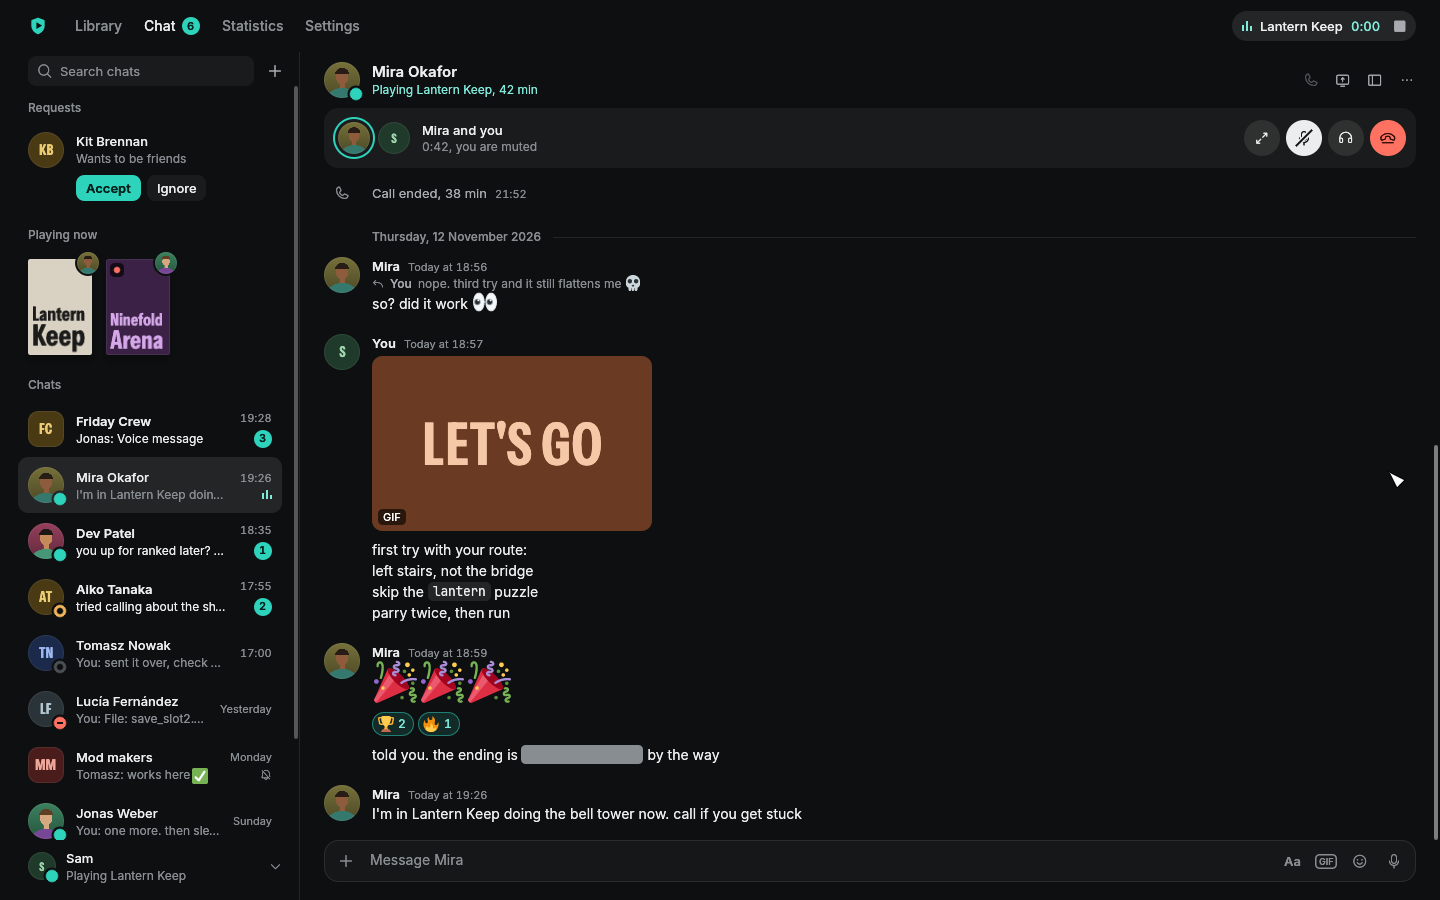 Library
Chat 6
Statistics
Settings
Lantern Keep 0:00
Search chats
Requests
KB
Kit Brennan
Wants to be friends
Accept
Ignore
Playing now
Lantern
Keep
Ninefold
Arena
Chats
FC
Friday Crew 19:28
Jonas: Voice message 3
Mira Okafor 19:26
I'm in Lantern Keep doin...
Dev Patel 18:35
you up for ranked later? ... 1
AT
Aiko Tanaka 17:55
tried calling about the sh... 2
TN
Tomasz Nowak 17:00
You: sent it over, check ...
LF
Lucía Fernández Yesterday
You: File: save_slot2....
MM
Mod makers Monday
Tomasz: works here ✅
Jonas Weber Sunday
You: one more. then sle...
S
Sam
Playing Lantern Keep
Mira Okafor
Playing Lantern Keep, 42 min
S
Mira and you
0:42, you are muted
Call ended, 38 min 21:52
Thursday, 12 November 2026
Mira Today at 18:56
You nope. third try and it still flattens me 💀
so? did it work 👀
S
You Today at 18:57
LET'S GO
GIF
first try with your route:
left stairs, not the bridge
skip the lantern puzzle
parry twice, then run
Mira Today at 18:59
🎉🎉🎉
🏆 2 🔥 1
told you. the ending is by the way
Mira Today at 19:26
I'm in Lantern Keep doing the bell tower now. call if you get stuck
Message Mira
Aa
GIF